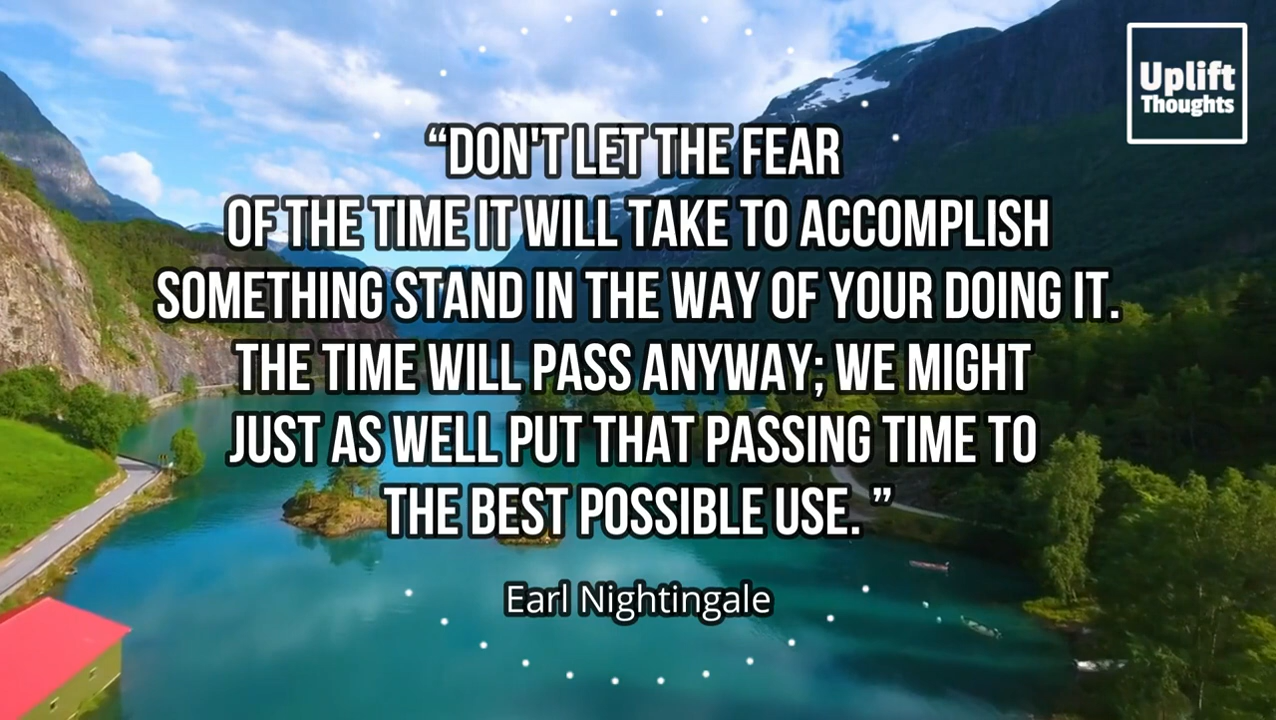 Uplift
Thoughts
“DON'T LET THE FEAR
OF THE TIME IT WILL TAKE TO ACCOMPLISH
SOMETHING STAND IN THE WAY OF YOUR DOING IT.
THE TIME WILL PASS ANYWAY; WE MIGHT
JUST AS WELL PUT THAT PASSING TIME TO
THE BEST POSSIBLE USE. ”
Earl Nightingale